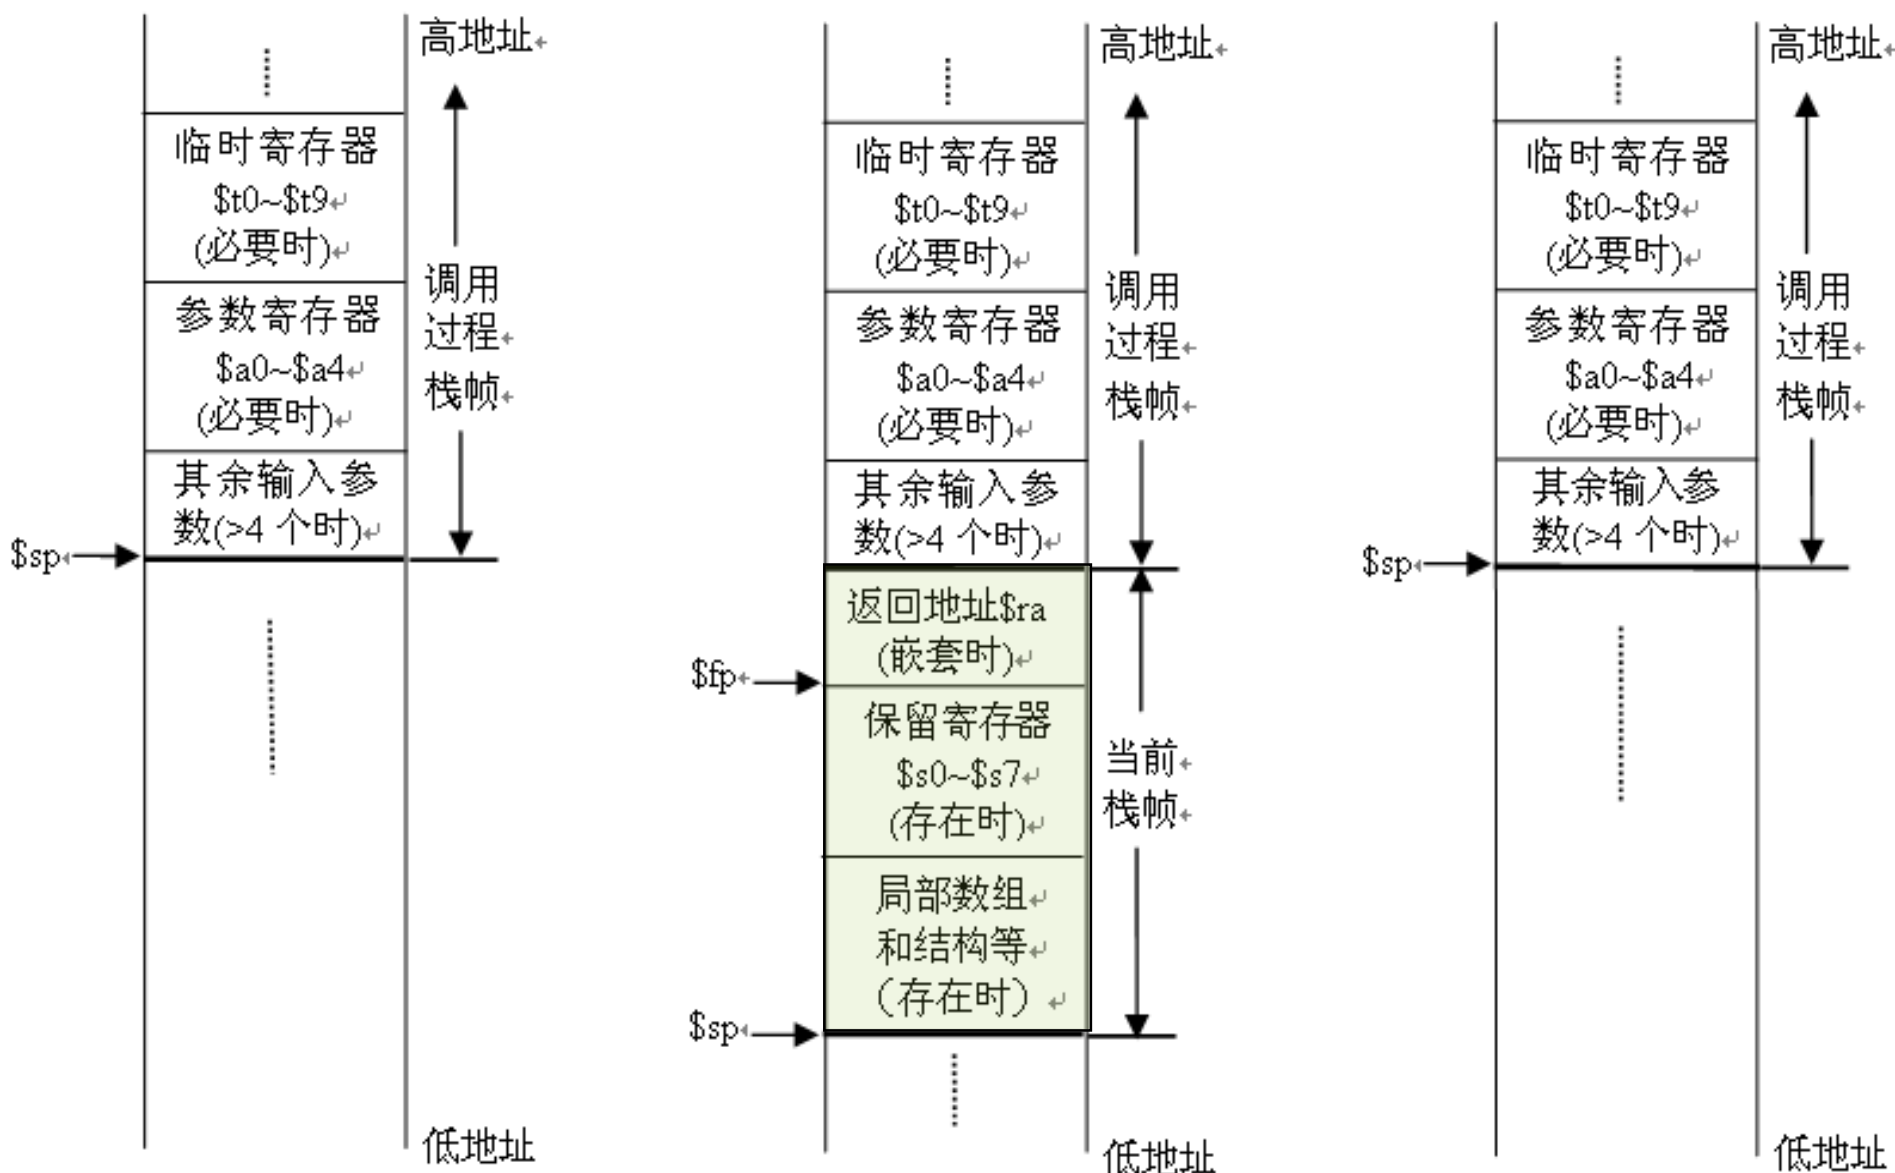 高地址
临时寄存器
$t0~$t9
(必要时)
参数寄存器
$a0~$a4
(必要时)
其余输入参
数(>4 个时)
调用
过程
栈帧
$sp
低地址
高地址
临时寄存器
$t0~$t9
(必要时)
参数寄存器
$a0~$a4
(必要时)
其余输入参
数(>4 个时)
调用
过程
栈帧
返回地址$ra
(嵌套时)
$fp
保留寄存器
$s0~$s7
(存在时)
当前
栈帧
局部数组
和结构等
（存在时）
$sp
低地址
高地址
临时寄存器
$t0~$t9
(必要时)
参数寄存器
$a0~$a4
(必要时)
其余输入参
数(>4 个时)
调用
过程
栈帧
$sp
低地址